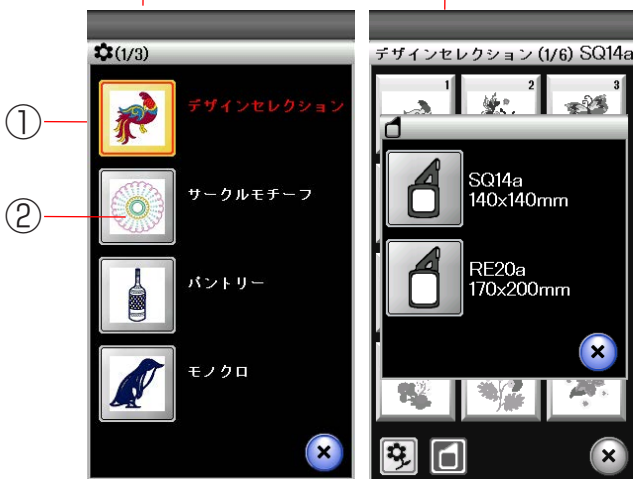 ①
②
(1/3)
デザインセレクション
サークルモチーフ
パントリー
モノクロ
デザインセレクション (1/6) SQ14a
1
2
3
SQ14a
140x140mm
RE20a
170x200mm